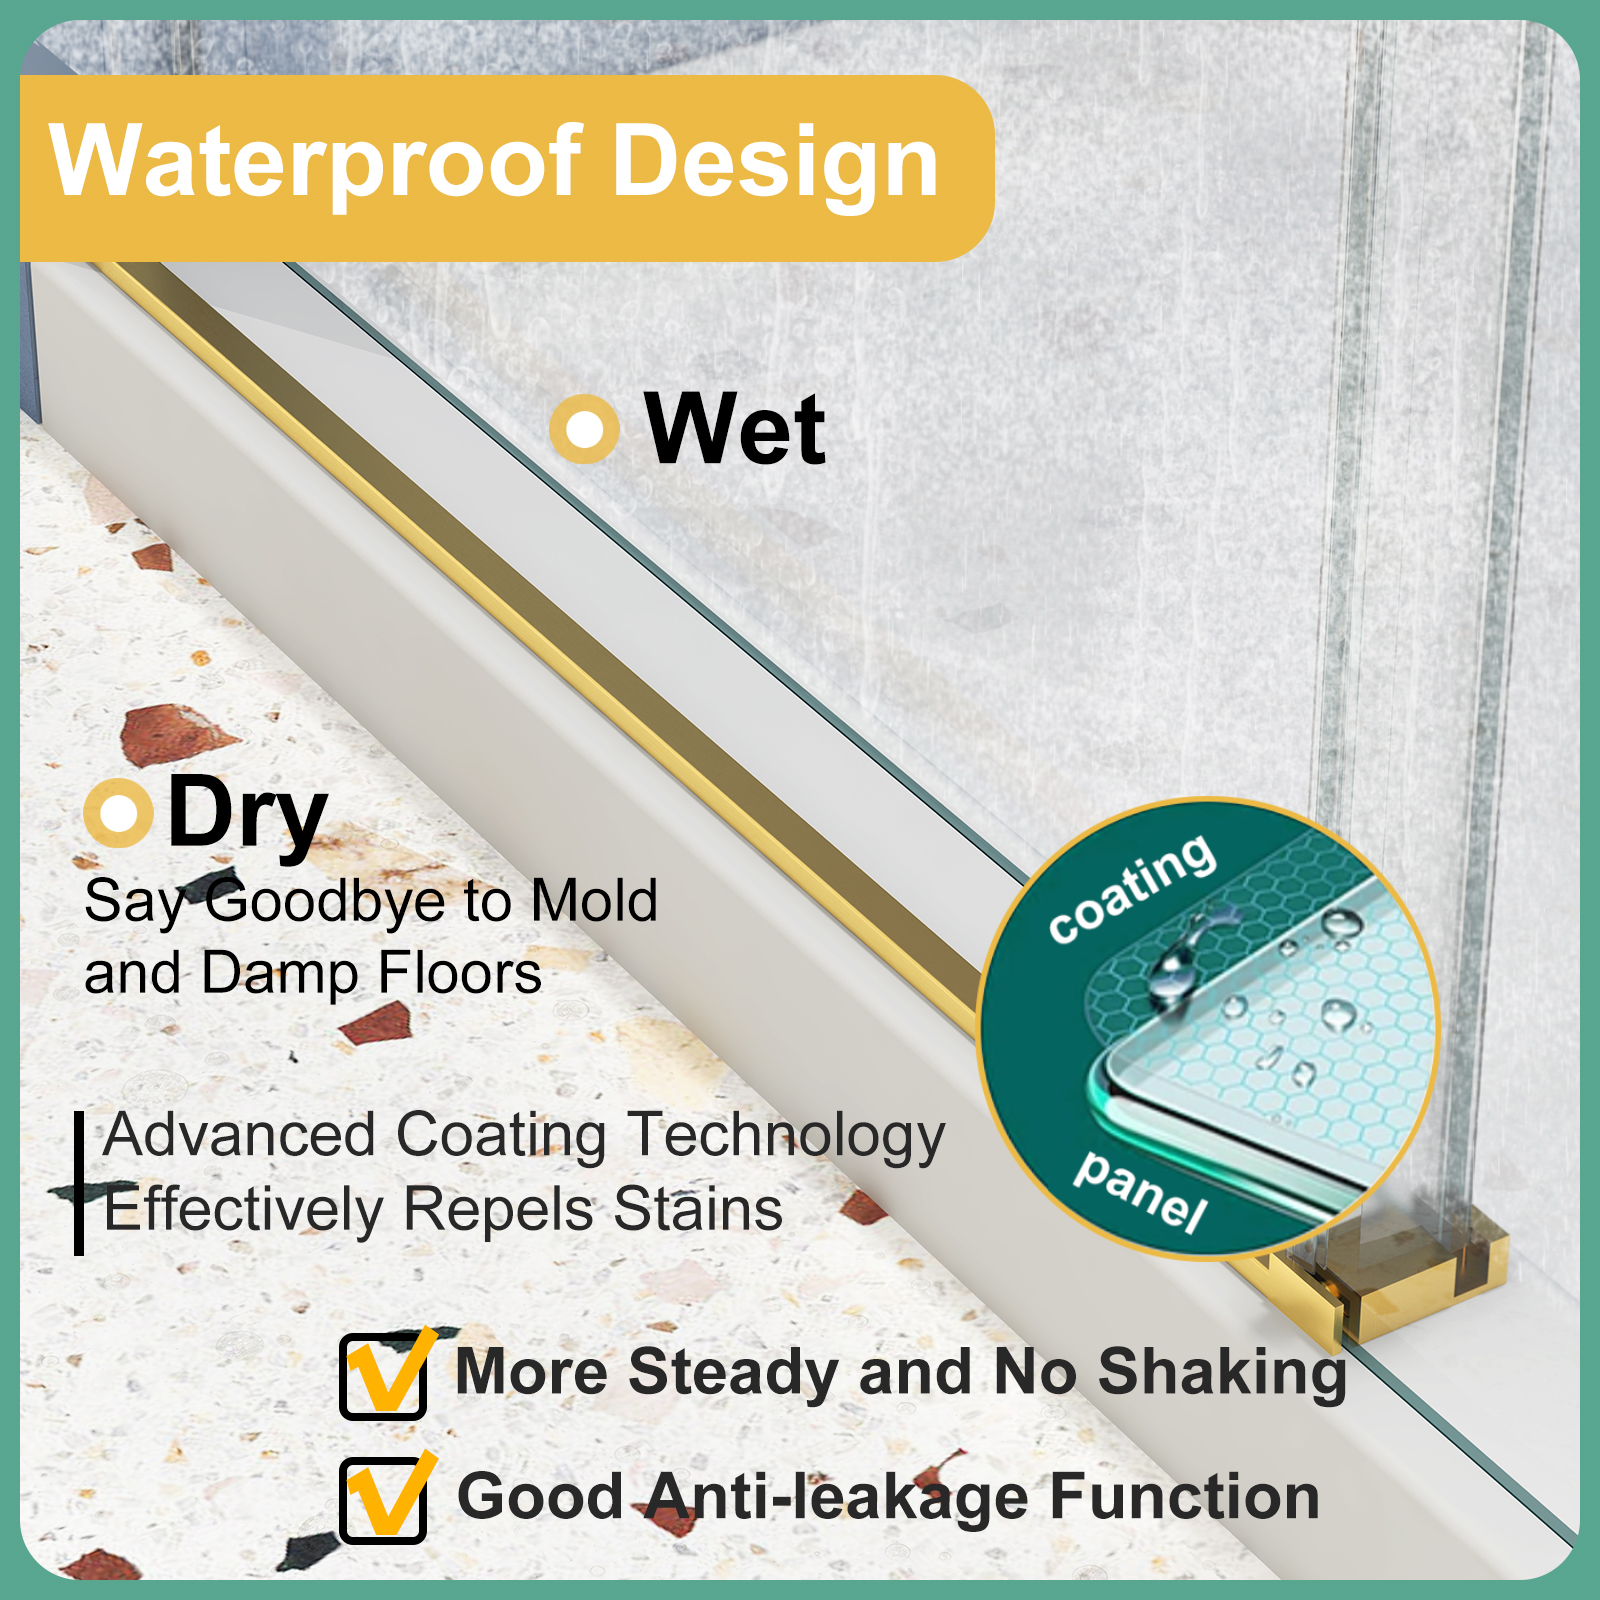 Waterproof Design
Wet
Dry
Say Goodbye to Mold
and Damp Floors
coating
panel
Advanced Coating Technology
Effectively Repels Stains
More Steady and No Shaking
Good Anti-leakage Function